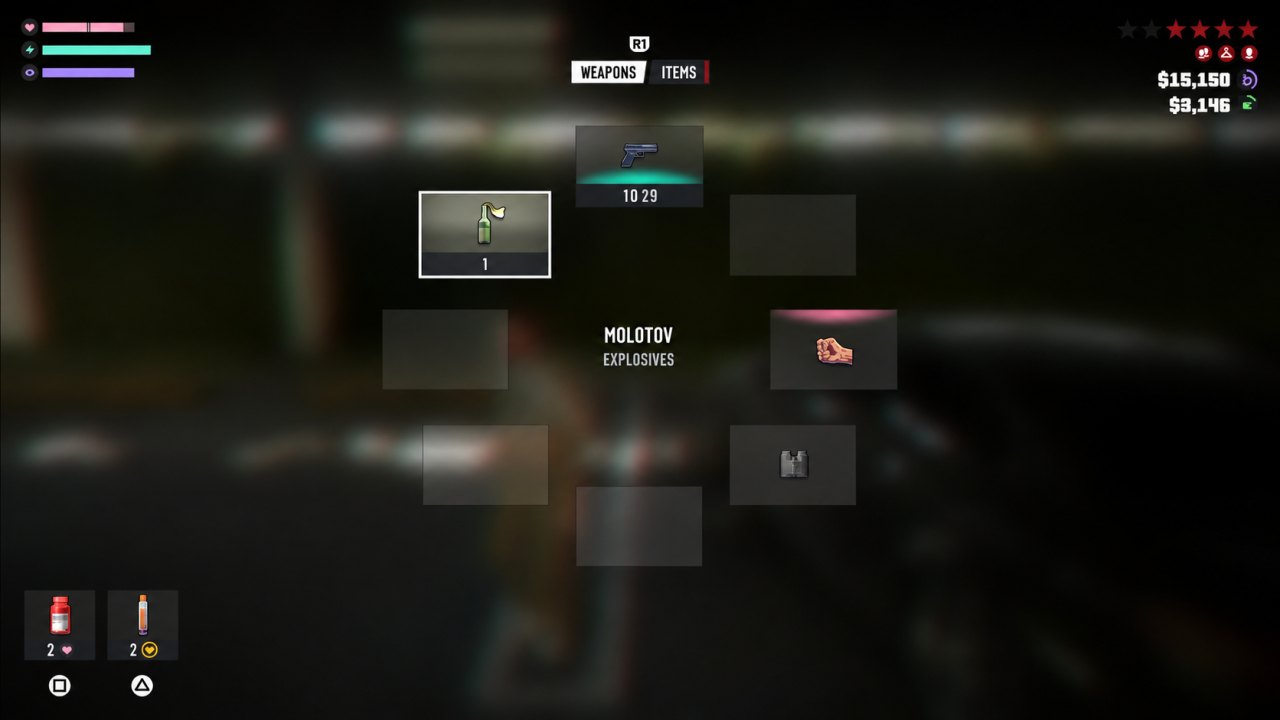 R1
WEAPONS ITEMS
$15,150
$3,146
10 29
1
MOLOTOV
EXPLOSIVES
2 2